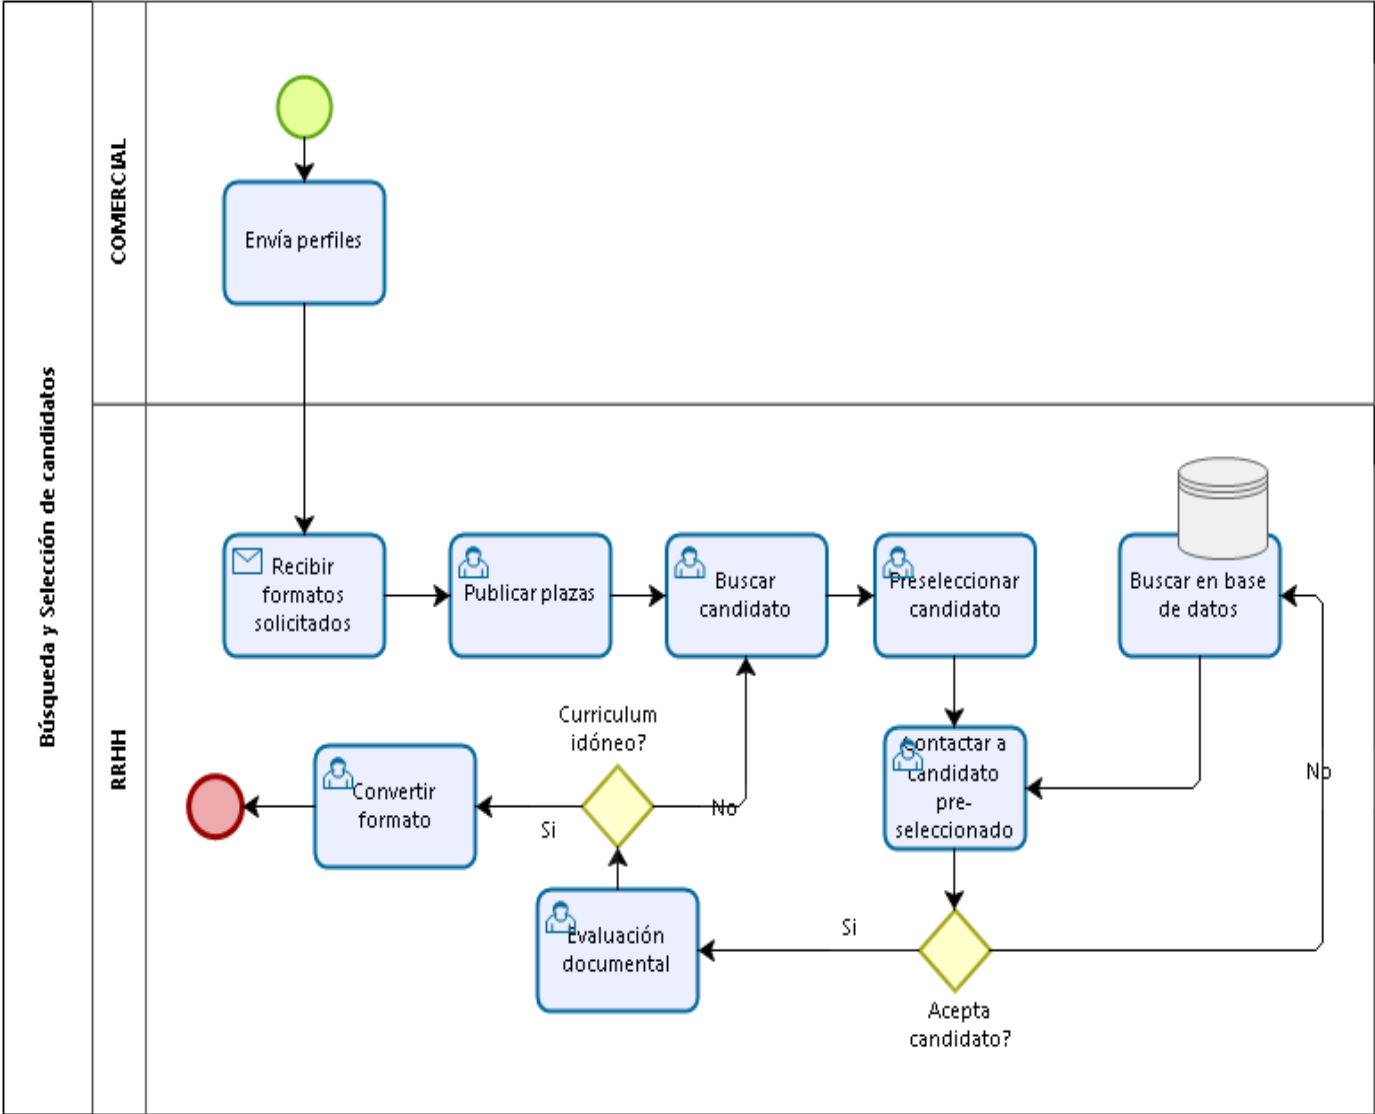 Búsqueda y Selección de candidatos
COMERCIAL
Envía perfiles
RRHH
Recibir
formatos
solicitados
Publicar plazas
Buscar
candidato
Preseleccionar
candidato
Buscar en base
de datos
Contactar a
candidato
pre-
seleccionado
No
Acepta
candidato?
Si
Evaluación
documental
Curriculum
idóneo?
No
Si
Convertir
formato